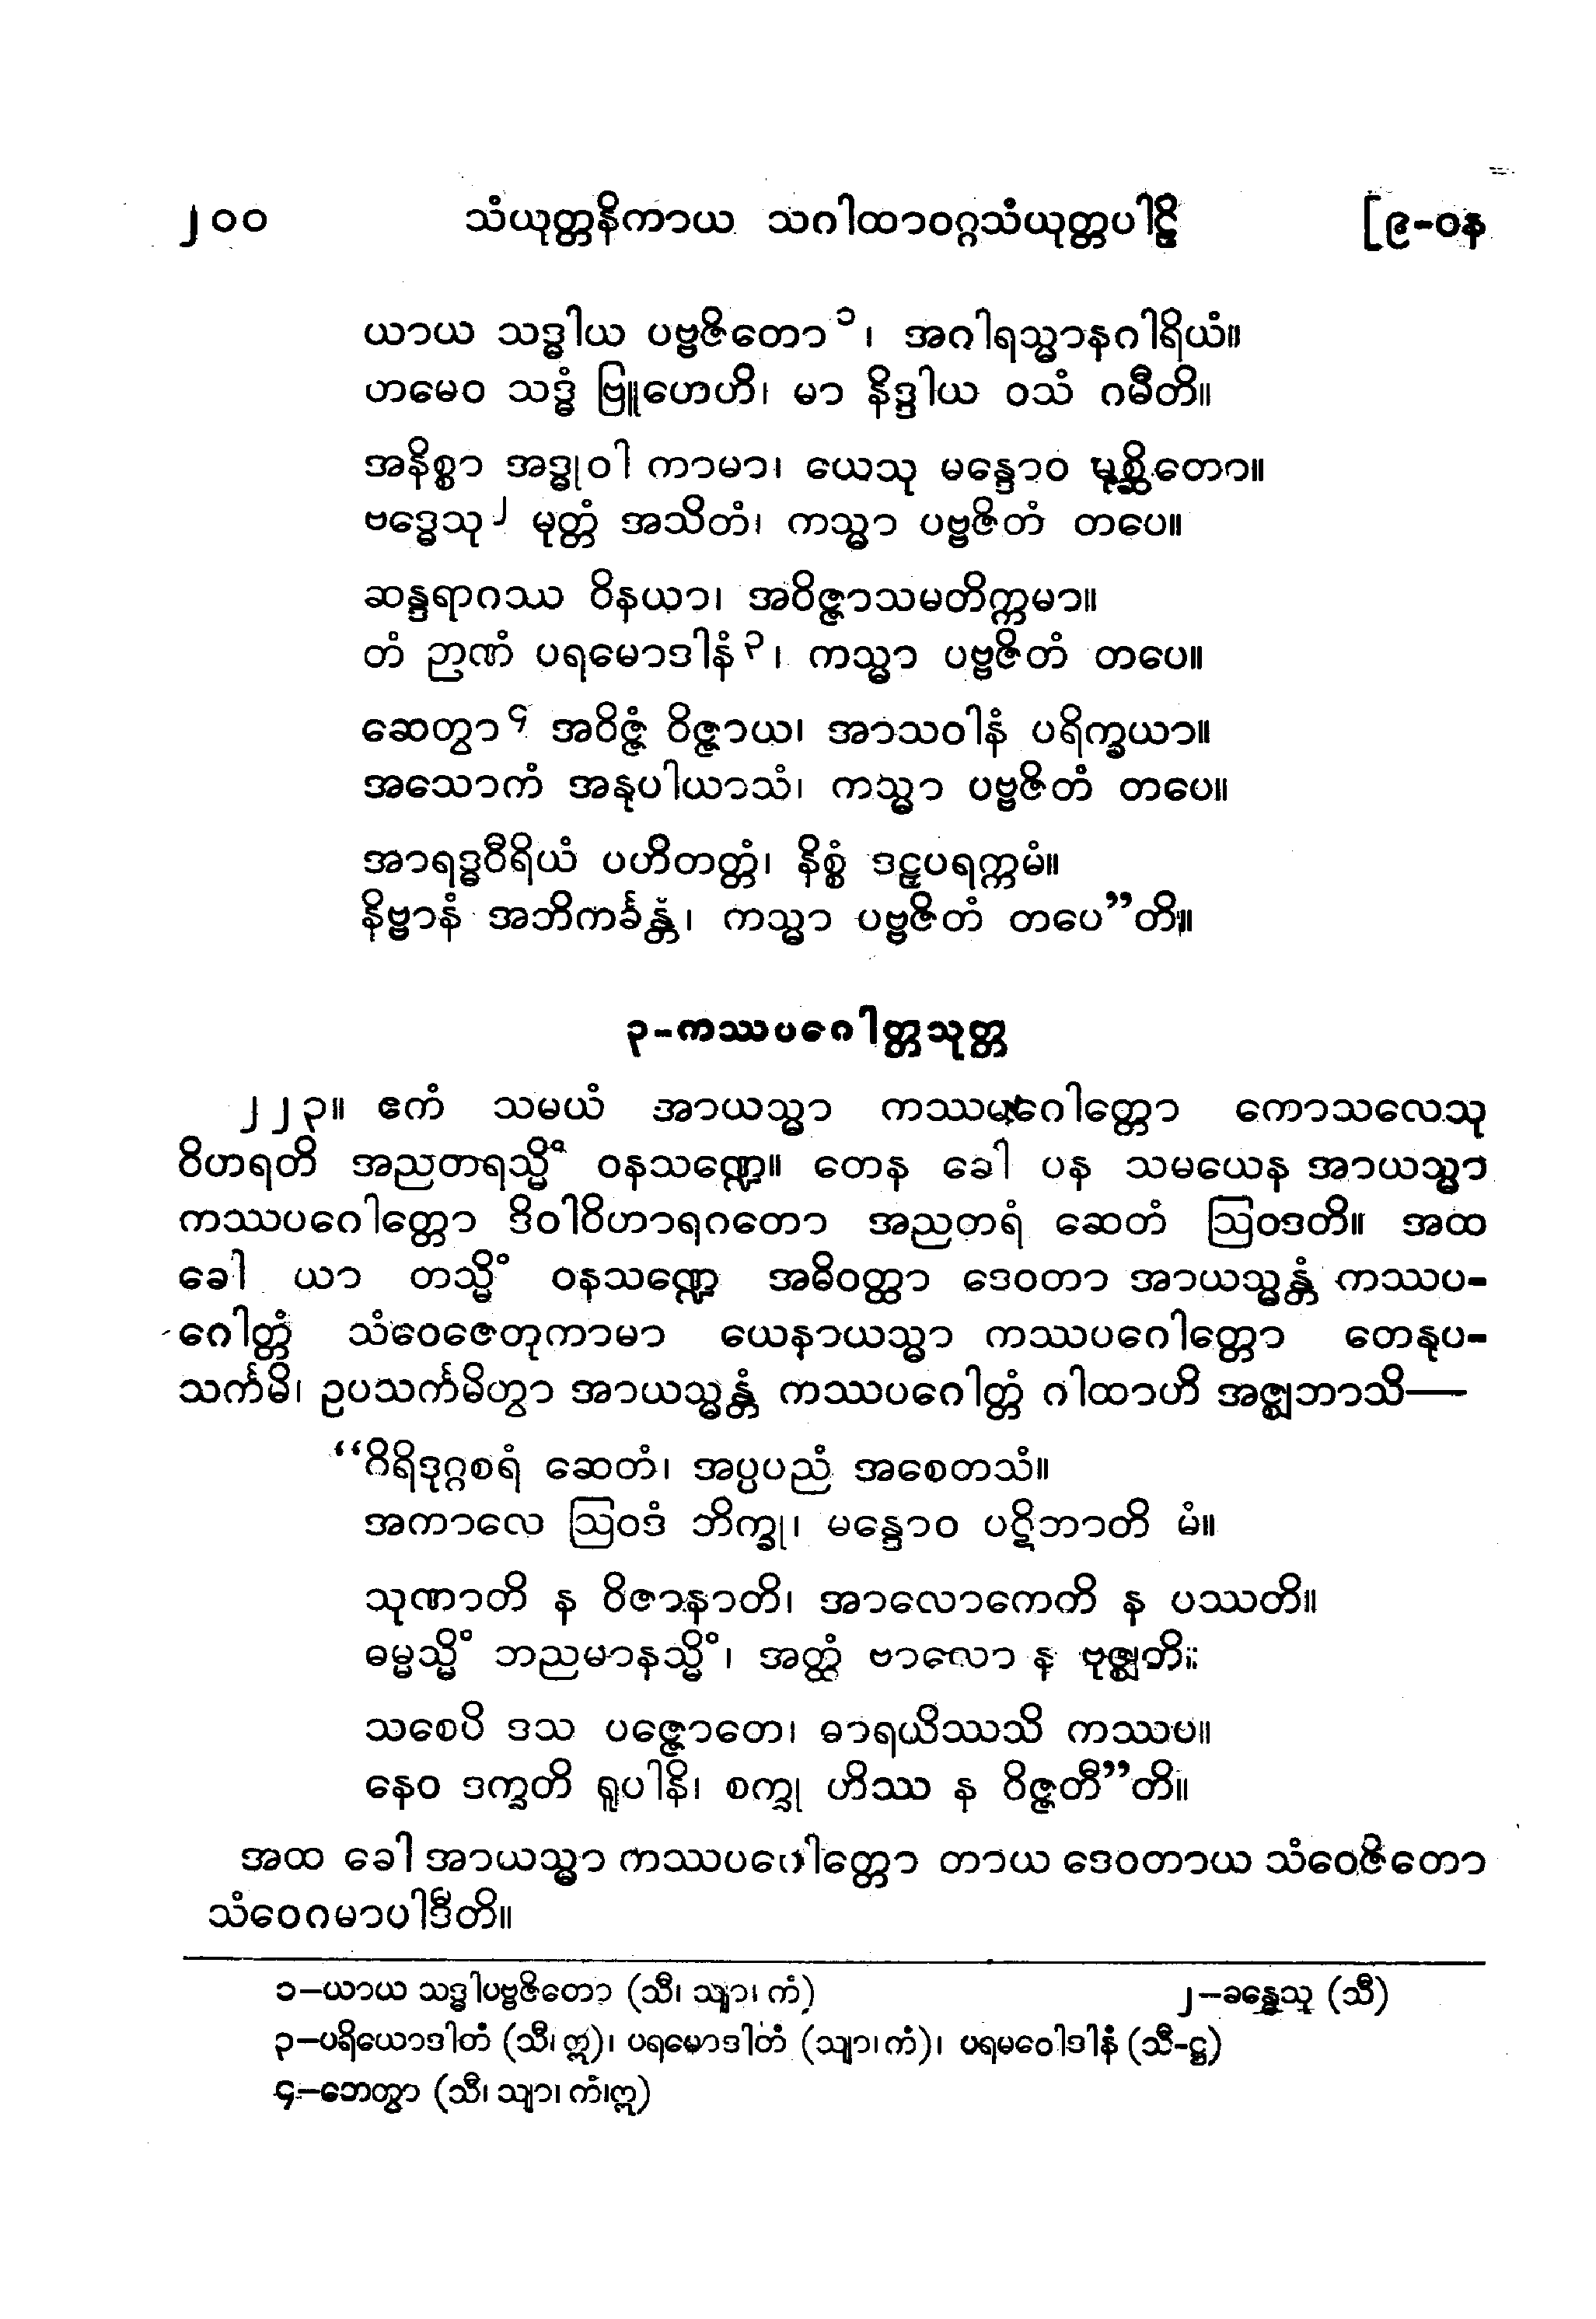 ၂၀၀ သံယုတ္တနိကာယ သဂါထာဝဂ္ဂသံယုတ္တပါဠိ [၉-ဝန
ယာယ သဒ္ဓါယ ပဗ္ဗဇိတော၁၊ အဂါရသ္မာနဂါရိယံ။
တမေဝ သဒ္ဓံ ဗြူဟေဟိ၊ မာ နိဒ္ဒါယ ဝသံ ဂမီတိ။
အနိစ္စာ အဒ္ဓုဝါ ကာမာ၊ ယေသု မန္ဒောဝ မုစ္ဆိတော။
ဗဒ္ဓေသု၂ မုတ္တံ အသိတံ၊ ကသ္မာ ပဗ္ဗဇိတံ တပေ။
ဆန္ဒရာဂဿ ဝိနယာ၊ အဝိဇ္ဇာသမတိက္ကမာ။
တံ ဉာဏံ ပရမောဒါနံ၃၊ ကသ္မာ ပဗ္ဗဇိတံ တပေ။
ဆေတွာ၄ အဝိဇ္ဇံ ဝိဇ္ဇာယ၊ အာသဝါနံ ပရိက္ခယာ။
အသောကံ အနုပါယာသံ၊ ကသ္မာ ပဗ္ဗဇိတံ တပေ။
အာရဒ္ဓဝီရိယံ ပဟိတတ္တံ၊ နိစ္စံ ဒဠှပရက္ကမံ။
နိဗ္ဗာနံ အဘိကင်္ခန္တံ၊ ကသ္မာ ပဗ္ဗဇိတံ တပေ”တိ။
၃-ကဿပဂေါတ္တသုတ္တ
၂၂၃။ ဧကံ သမယံ အာယသ္မာ ကဿပဂေါတ္တော ကောသလေသု
ဝိဟရတိ အညတရသ္မိံ ဝနသဏ္ဍေ။ တေန ခေါ ပန သမယေန အာယသ္မာ
ကဿပဂေါတ္တော ဒိဝါဝိဟာရဂတော အညတရံ ဆေတံ ဩဝဒတိ။ အထ
ခေါ ယာ တသ္မိံ ဝနသဏ္ဍေ အဓိဝတ္ထာ ဒေဝတာ အာယသ္မန္တံ ကဿပ-
ဂေါတ္တံ သံဝေဇေတုကာမာ ယေနာယသ္မာ ကဿပဂေါတ္တော တေနုပ-
သင်္ကမိ၊ ဥပသင်္ကမိတွာ အာယသ္မန္တံ ကဿပဂေါတ္တံ ဂါထာဟိ အဇ္ဈဘာသိ—
“ဂိရိဒုဂ္ဂစရံ ဆေတံ၊ အပ္ပပညံ အစေတသံ။
အကာလေ ဩဝဒံ ဘိက္ခု၊ မန္ဒောဝ ပဋိဘာတိ မံ။
သုဏာတိ န ဝိဇာနာတိ၊ အာလောကေတိ န ပဿတိ။
ဓမ္မသ္မိံ ဘညမာနသ္မိံ၊ အတ္ထံ ဗာလော န ဗုဇ္ဈတိ။
သစေပိ ဒသ ပဇ္ဇောတေ၊ ဓာရယိဿသိ ကဿပ။
နေဝ ဒက္ခတိ ရူပါနိ၊ စက္ခု ဟိဿ န ဝိဇ္ဇတီ”တိ။
အထ ခေါ အာယသ္မာ ကဿပဂေါတ္တော တာယ ဒေဝတာယ သံဝေဇိတော
သံဝေဂမာပါဒီတိ။
၁-ယာယ သဒ္ဓါပဗ္ဗဇိတော (သီ၊ သျာ၊ ကံ) ၂-ခန္ဓေသု (သီ)
၃-ပရိယောဒါတံ (သီ၊ ဣ)၊ ပရမောဒါတံ (သျာ၊ ကံ)၊ ပရမဝေါဒါနံ (သီ-ဋ္ဌ)
၄-ဘေတွာ (သီ၊ သျာ၊ ကံ၊ ဣ)